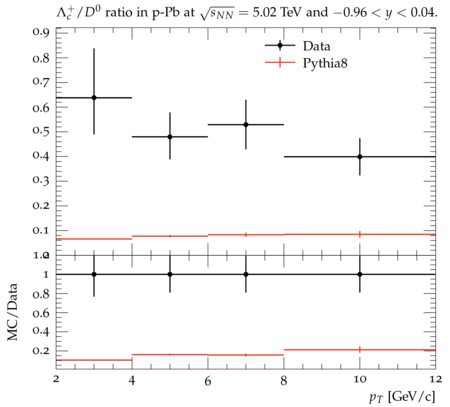 Λc+/D0 ratio in p-Pb at √sNN = 5.02 TeV and −0.96 < y < 0.04.
Data
Pythia8
0.9
0.8
0.7
0.6
0.5
0.4
0.3
0.2
0.1
1.2
1
0.8
0.6
0.4
0.2
MC/Data
2 4 6 8 10 12
pT [GeV/c]